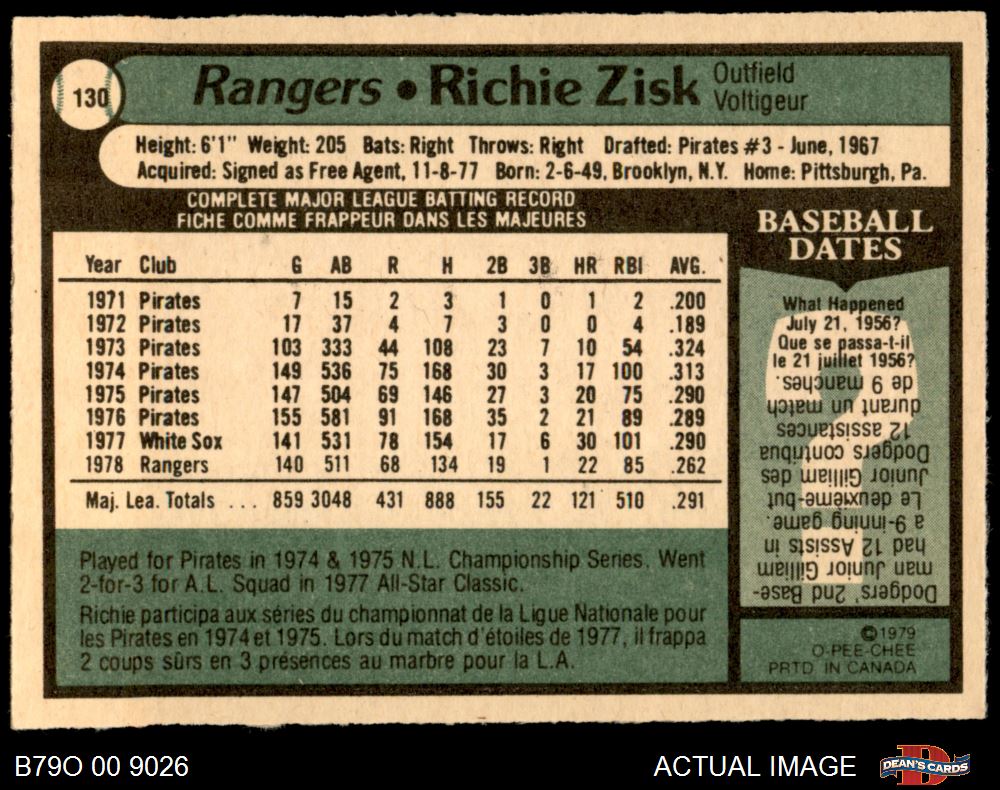 130
Rangers • Richie Zisk
Outfield
Voltigeur
Height: 6'1" Weight: 205 Bats: Right Throws: Right Drafted: Pirates #3 - June, 1967
Acquired: Signed as Free Agent, 11-8-77 Born: 2-6-49, Brooklyn, N.Y. Home: Pittsburgh, Pa.
COMPLETE MAJOR LEAGUE BATTING RECORD
FICHE COMME FRAPPEUR DANS LES MAJEURES
Year Club G AB R H 2B 3B HR RBI AVG.
1971 Pirates 7 15 2 3 1 0 1 2 .200
1972 Pirates 17 37 4 7 3 0 0 4 .189
1973 Pirates 103 333 44 108 23 7 10 54 .324
1974 Pirates 149 536 75 168 30 3 17 100 .313
1975 Pirates 147 504 69 146 27 3 20 75 .290
1976 Pirates 155 581 91 168 35 2 21 89 .289
1977 White Sox 141 531 78 154 17 6 30 101 .290
1978 Rangers 140 511 68 134 19 1 22 85 .262
Maj. Lea. Totals ... 859 3048 431 888 155 22 121 510 .291
Played for Pirates in 1974 & 1975 N.L. Championship Series. Went
2-for-3 for A.L. Squad in 1977 All-Star Classic.
Richie participa aux séries du championnat de la Ligue Nationale pour
les Pirates en 1974 et 1975. Lors du match d'étoiles de 1977, il frappa
2 coups sûrs en 3 présences au marbre pour la L.A.
BASEBALL
DATES
What Happened
July 21, 1956?
Que se passa-t-il
le 21 juillet 1956?
Dodgers' 2nd Base-
man Junior Gilliam
had 12 Assists in
a 9-inning game.
Le deuxième-but
Junior Gilliam des
Dodgers contribua
12 assistances
durant un match
de 9 manches.
©1979
O-PEE-CHEE
PRTD. IN CANADA
B79O 00 9026
ACTUAL IMAGE
D
DEAN'S CARDS